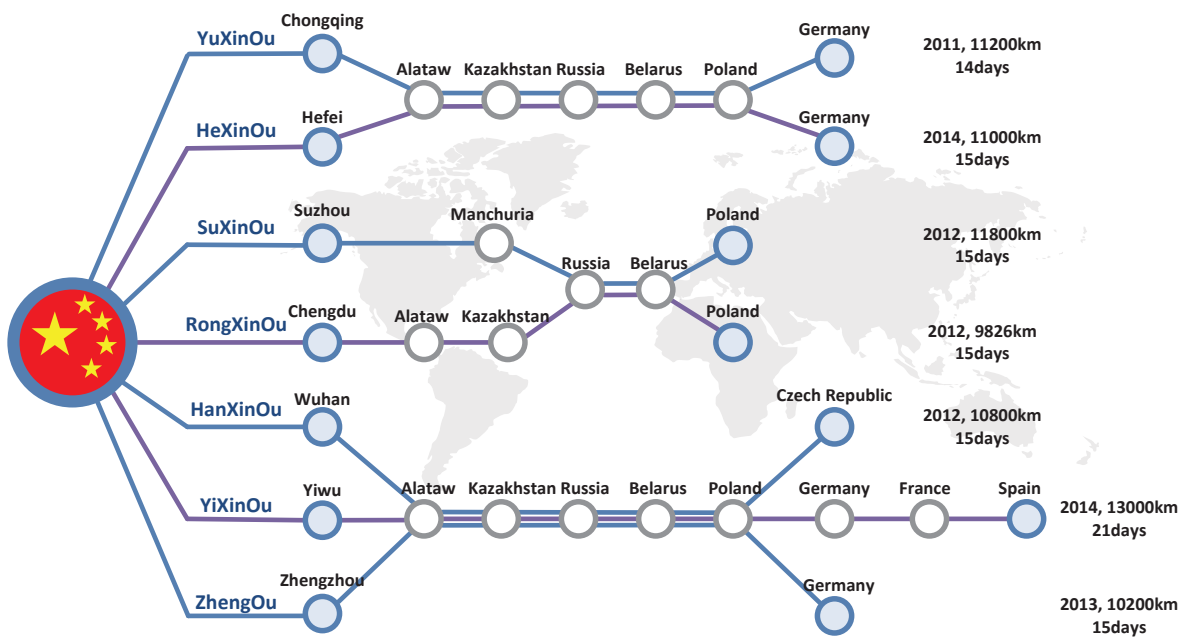 Chongqing
YuXinOu
Germany
2011, 11200km
14days
Alataw Kazakhstan Russia Belarus Poland
Hefei
HeXinOu
Germany
2014, 11000km
15days
Suzhou
SuXinOu
Manchuria
Poland
2012, 11800km
15days
Russia Belarus
Chengdu
RongXinOu
Alataw Kazakhstan
Poland
2012, 9826km
15days
Wuhan
HanXinOu
Czech Republic
2012, 10800km
15days
Yiwu
YiXinOu
Alataw Kazakhstan Russia Belarus Poland Germany France Spain
2014, 13000km
21days
Zhengzhou
ZhengOu
Germany
2013, 10200km
15days